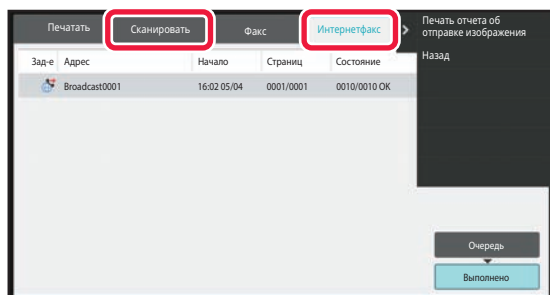 Печатать Сканировать Факс Интернетфакс
Печать отчета об
отправке изображения
Назад
Зад-е Адрес Начало Страниц Состояние
Broadcast0001 16:02 05/04 0001/0001 0010/0010 OK
Очередь
Выполнено